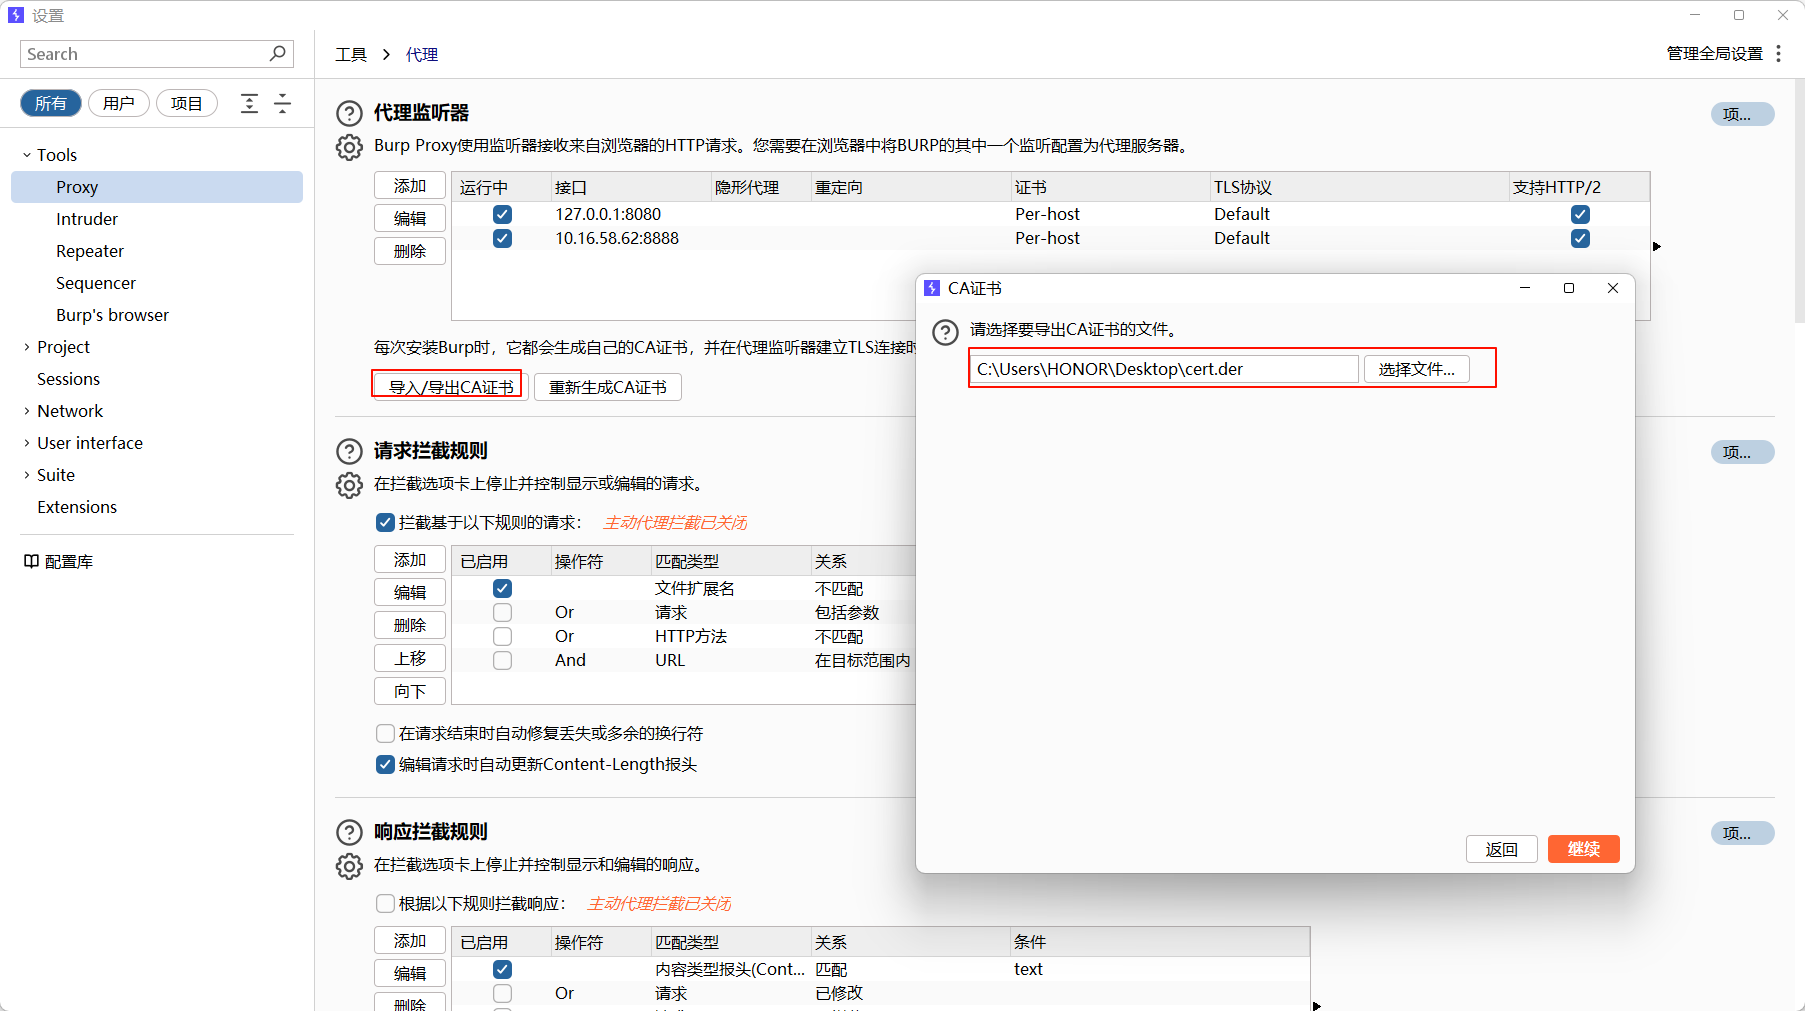 设置
Search
工具 > 代理
管理全局设置
所有 用户 项目
Tools
Proxy
Intruder
Repeater
Sequencer
Burp's browser
Project
Sessions
Network
User interface
Suite
Extensions
配置库
代理监听器
项...
Burp Proxy使用监听器接收来自浏览器的HTTP请求。您需要在浏览器中将BURP的其中一个监听配置为代理服务器。
添加
编辑
删除
运行中 接口 隐形代理 重定向 证书 TLS协议 支持HTTP/2
127.0.0.1:8080 Per-host Default
10.16.58.62:8888 Per-host Default
每次安装Burp时，它都会生成自己的CA证书，并在代理监听器建立TLS连接时
导入/导出CA证书 重新生成CA证书
请求拦截规则
项...
在拦截选项卡上停止并控制显示或编辑的请求。
拦截基于以下规则的请求： 主动代理拦截已关闭
添加
编辑
删除
上移
向下
已启用 操作符 匹配类型 关系
文件扩展名 不匹配
Or 请求 包括参数
Or HTTP方法 不匹配
And URL 在目标范围内
在请求结束时自动修复丢失或多余的换行符
编辑请求时自动更新Content-Length报头
响应拦截规则
项...
在拦截选项卡上停止并控制显示和编辑的响应。
根据以下规则拦截响应： 主动代理拦截已关闭
添加
编辑
删除
已启用 操作符 匹配类型 关系 条件
内容类型报头(Cont... 匹配 text
Or 请求 已修改
CA证书
请选择要导出CA证书的文件。
C:\Users\HONOR\Desktop\cert.der 选择文件...
返回 继续